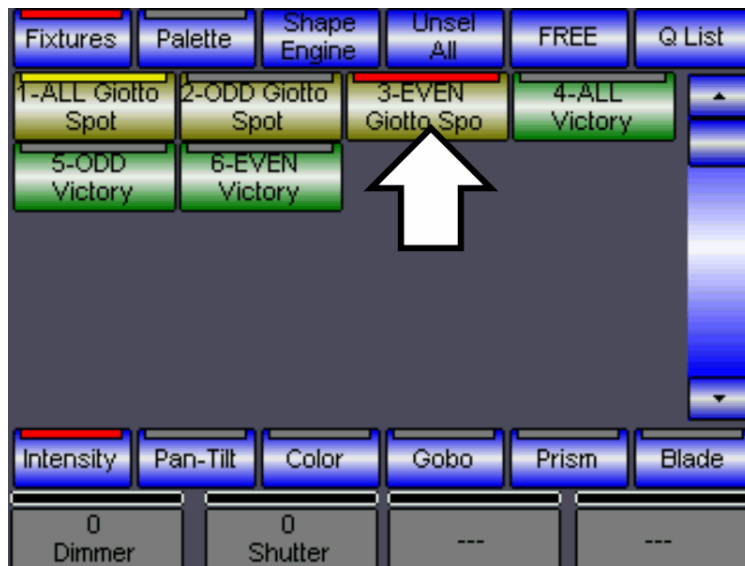 Fixtures
Palette
Shape
Engine
Unsel
All
FREE
Q List
1-ALL Giotto
Spot
2-ODD Giotto
Spot
3-EVEN
Giotto Spo
4-ALL
Victory
5-ODD
Victory
6-EVEN
Victory
Intensity
Pan-Tilt
Color
Gobo
Prism
Blade
0
Dimmer
0
Shutter
---
---